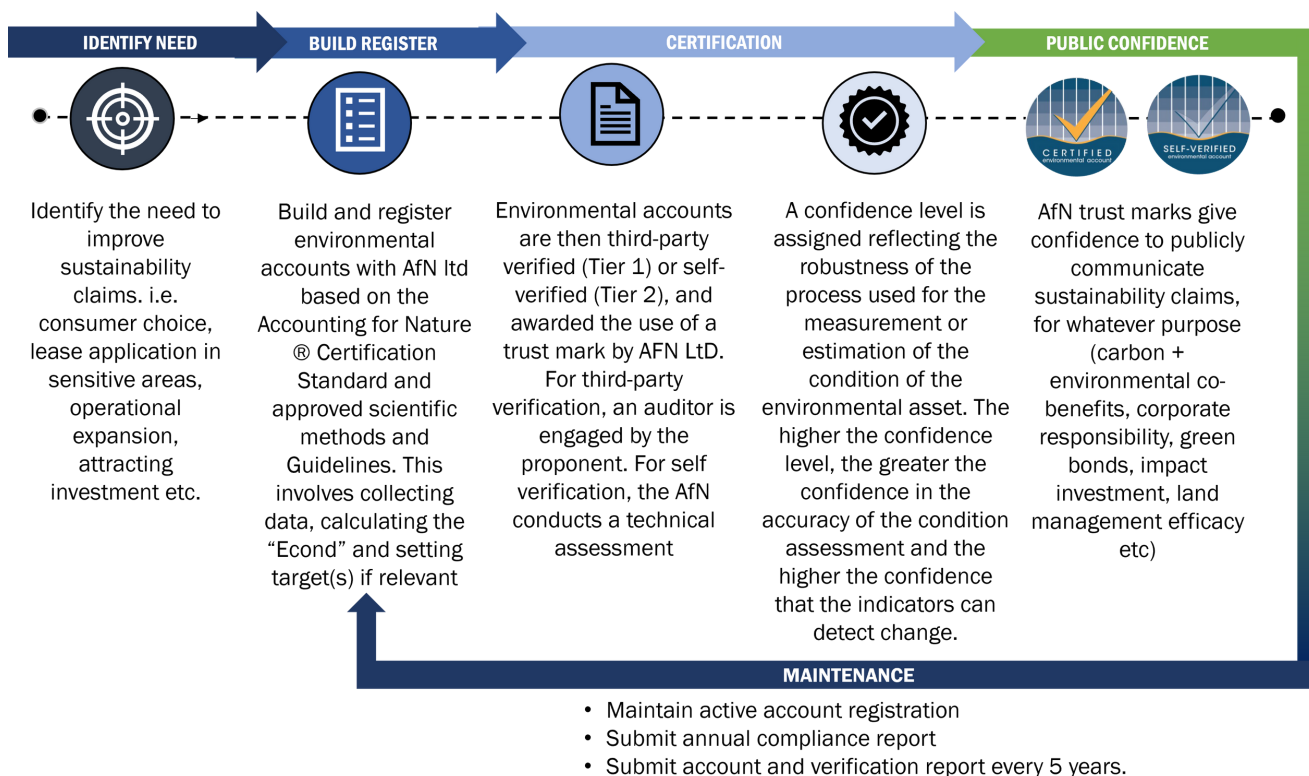 IDENTIFY NEED
BUILD REGISTER
CERTIFICATION
PUBLIC CONFIDENCE
CERTIFIED
environmental account
SELF-VERIFIED
environmental account
Identify the need to
improve
sustainability
claims. i.e.
consumer choice,
lease application in
sensitive areas,
operational
expansion,
attracting
investment etc.
Build and register
environmental
accounts with AfN ltd
based on the
Accounting for Nature
® Certification
Standard and
approved scientific
methods and
Guidelines. This
involves collecting
data, calculating the
“Econd” and setting
target(s) if relevant
Environmental accounts
are then third-party
verified (Tier 1) or self-
verified (Tier 2), and
awarded the use of a
trust mark by AFN LtD.
For third-party
verification, an auditor is
engaged by the
proponent. For self
verification, the AfN
conducts a technical
assessment
A confidence level is
assigned reflecting the
robustness of the
process used for the
measurement or
estimation of the
condition of the
environmental asset. The
higher the confidence
level, the greater the
confidence in the
accuracy of the condition
assessment and the
higher the confidence
that the indicators can
detect change.
AfN trust marks give
confidence to publicly
communicate
sustainability claims,
for whatever purpose
(carbon +
environmental co-
benefits, corporate
responsibility, green
bonds, impact
investment, land
management efficacy
etc)
MAINTENANCE
• Maintain active account registration
• Submit annual compliance report
• Submit account and verification report every 5 years.